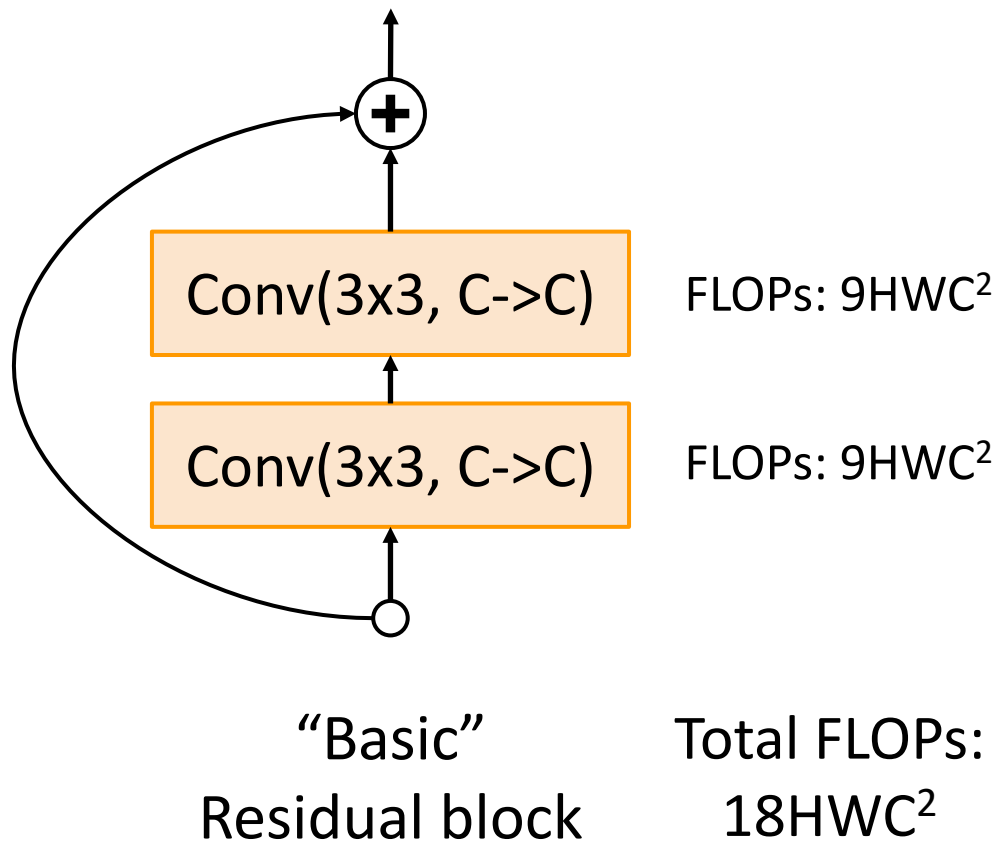 Conv(3x3, C->C)
FLOPs: 9HWC²
Conv(3x3, C->C)
FLOPs: 9HWC²
“Basic”
Residual block
Total FLOPs:
18HWC²